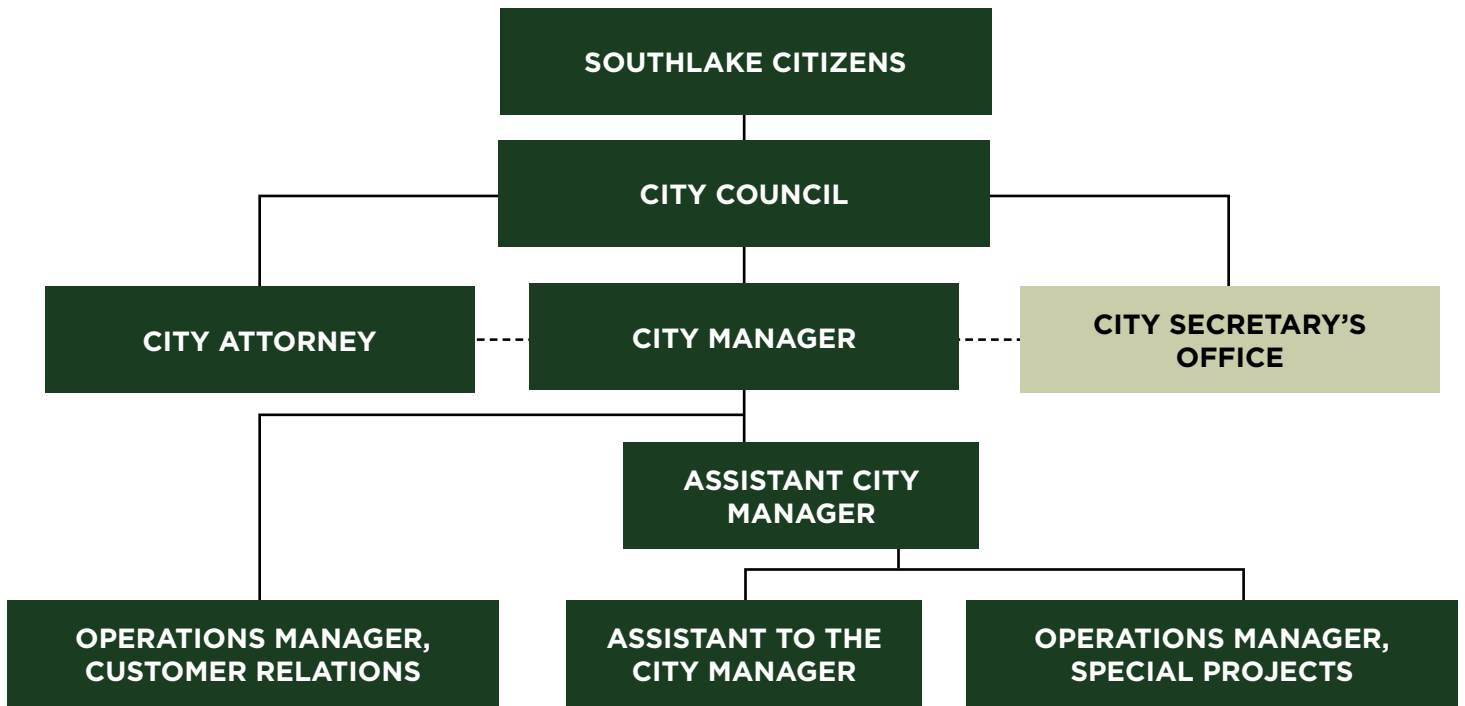 SOUTHLAKE CITIZENS
CITY COUNCIL
CITY ATTORNEY
CITY MANAGER
CITY SECRETARY’S
OFFICE
ASSISTANT CITY
MANAGER
OPERATIONS MANAGER,
CUSTOMER RELATIONS
ASSISTANT TO THE
CITY MANAGER
OPERATIONS MANAGER,
SPECIAL PROJECTS